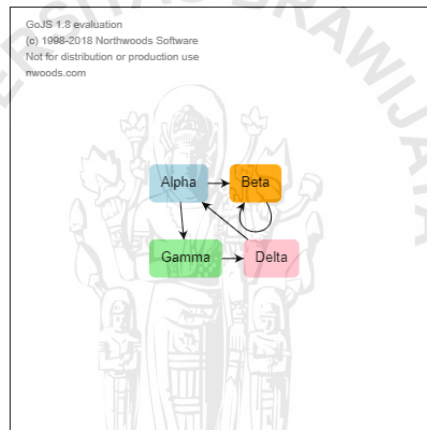 GoJS 1.8 evaluation
(c) 1998-2018 Northwoods Software
Not for distribution or production use
nwoods.com
Alpha
Beta
Gamma
Delta